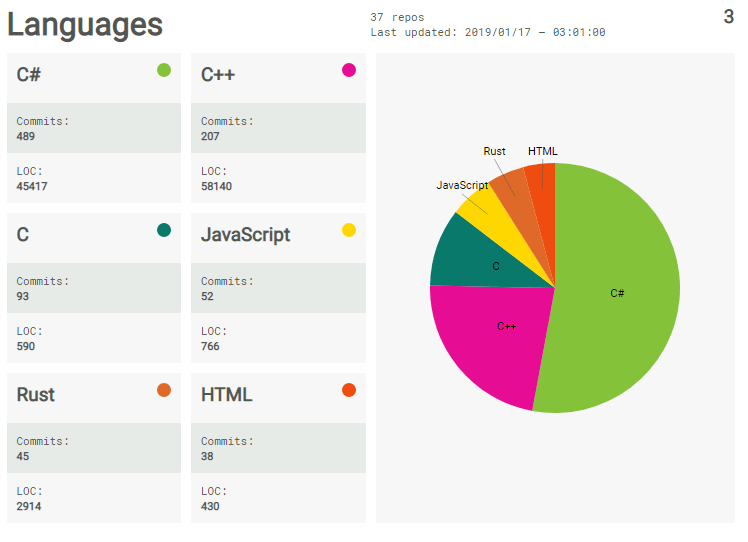 Languages
37 repos
Last updated: 2019/01/17 – 03:01:00
3
C#
Commits:
489
LOC:
45417
C++
Commits:
207
LOC:
58140
C
Commits:
93
LOC:
590
JavaScript
Commits:
52
LOC:
766
Rust
Commits:
45
LOC:
2914
HTML
Commits:
38
LOC:
430
Rust
HTML
JavaScript
C
C#
C++